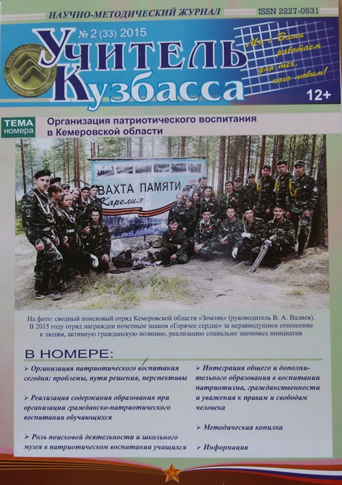 НАУЧНО-МЕТОДИЧЕСКИЙ ЖУРНАЛ
ISSN 2227-0531
№ 2 (33) 2015
УЧИТЕЛЬ
КУЗБАССА
Мы с Вами
работаем
для тех,
кого любим!
12+
ТЕМА
номера
Организация патриотического воспитания
в Кемеровской области
ВАХТА ПАМЯТИ
Карелия
На фото: сводный поисковый отряд Кемеровской области «Земляк» (руководитель В. А. Валяев).
В 2015 году отряд награжден почетным знаком «Горячее сердце» за неравнодушное отношение
к людям, активную гражданскую позицию, реализацию социально значимых инициатив
В НОМЕРЕ:
Организация патриотического воспитания
сегодня: проблемы, пути решения, перспективы
Реализация содержания образования при
организации гражданско-патриотического
воспитания обучающихся
Роль поисковой деятельности и школьного
музея в патриотическом воспитании учащихся
Интеграция общего и дополни-
тельного образования в воспитании
патриотизма, гражданственности
и уважения к правам и свободам
человека
Методическая копилка
Информация